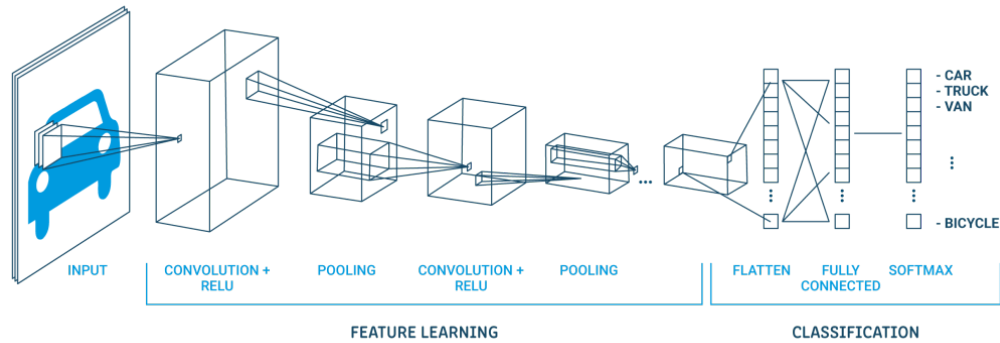 - CAR
- TRUCK
- VAN
- BICYCLE
INPUT
CONVOLUTION +
RELU
POOLING
CONVOLUTION +
RELU
POOLING
FLATTEN
FULLY
CONNECTED
SOFTMAX
FEATURE LEARNING
CLASSIFICATION